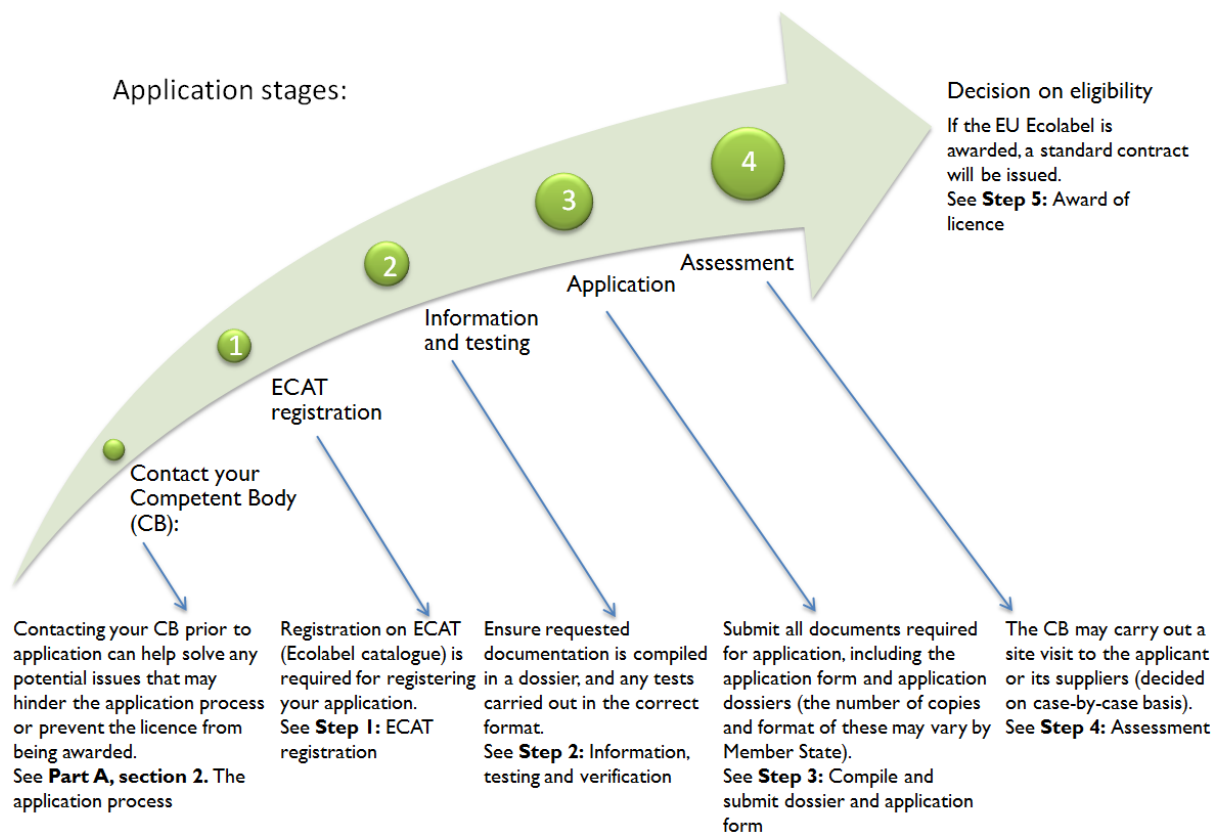 Application stages:
Decision on eligibility
If the EU Ecolabel is
awarded, a standard contract
will be issued.
See Step 5: Award of
licence
4
3
2
1
Assessment
Application
Information
and testing
ECAT
registration
Contact your
Competent Body
(CB):
Contacting your CB prior to
application can help solve any
potential issues that may
hinder the application process
or prevent the licence from
being awarded.
See Part A, section 2. The
application process
Registration on ECAT
(Ecolabel catalogue) is
required for registering
your application.
See Step 1: ECAT
registration
Ensure requested
documentation is compiled
in a dossier, and any tests
carried out in the correct
format.
See Step 2: Information,
testing and verification
Submit all documents required
for application, including the
application form and application
dossiers (the number of copies
and format of these may vary by
Member State).
See Step 3: Compile and
submit dossier and application
form
The CB may carry out a
site visit to the applicant
or its suppliers (decided
on case-by-case basis).
See Step 4: Assessment